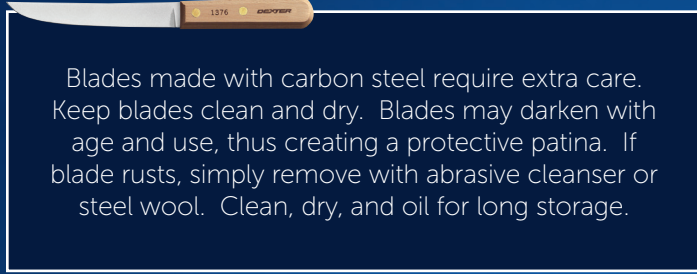 1376 DEXTER
Blades made with carbon steel require extra care.
Keep blades clean and dry. Blades may darken with
age and use, thus creating a protective patina. If
blade rusts, simply remove with abrasive cleanser or
steel wool. Clean, dry, and oil for long storage.